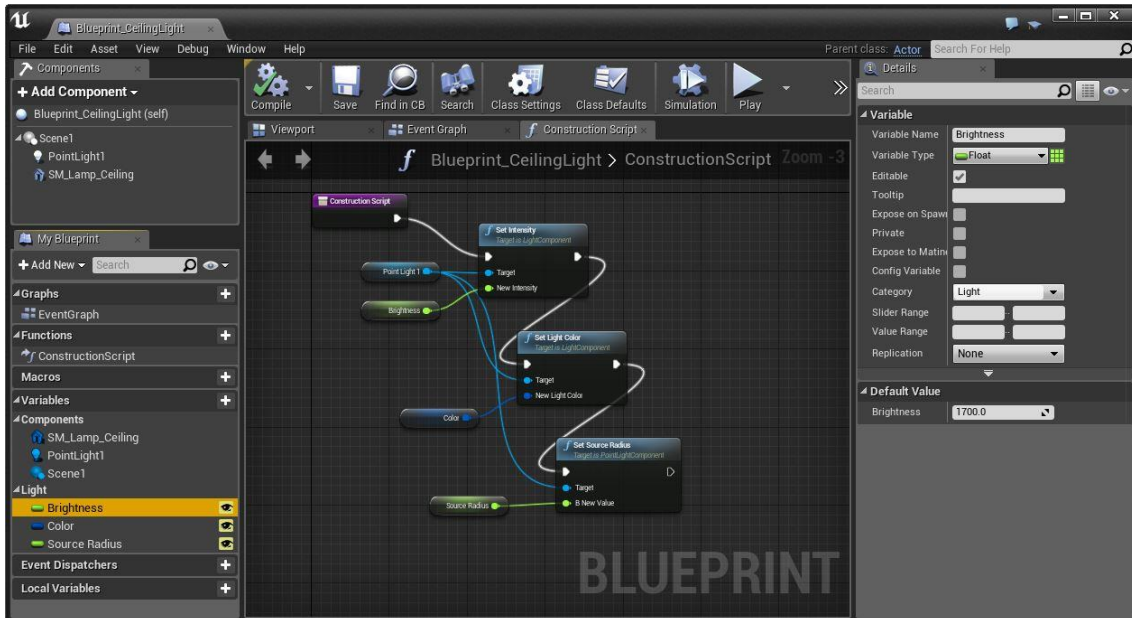 Blueprint_CeilingLight
File Edit Asset View Debug Window Help
Parent class: Actor Search For Help
Components
+ Add Component
Blueprint_CeilingLight (self)
Scene1
PointLight1
SM_Lamp_Ceiling
My Blueprint
+ Add New Search
Graphs
EventGraph
Functions
ConstructionScript
Macros
Variables
Components
SM_Lamp_Ceiling
PointLight1
Scene1
Light
Brightness
Color
Source Radius
Event Dispatchers
Local Variables
Compile Save Find in CB Search Class Settings Class Defaults Simulation Play
Viewport Event Graph Construction Script
Blueprint_CeilingLight > ConstructionScript Zoom -3
Construction Script
Set Intensity
Target is LightComponent
Point Light 1
Target
Brightness
New Intensity
Set Light Color
Target is LightComponent
Target
New Light Color
Color
Set Source Radius
Target is PointLightComponent
Target
Source Radius
B New Value
BLUEPRINT
Details
Search
Variable
Variable Name Brightness
Variable Type Float
Editable
Tooltip
Expose on Spawn
Private
Expose to Matin
Config Variable
Category Light
Slider Range
Value Range
Replication None
Default Value
Brightness 1700.0